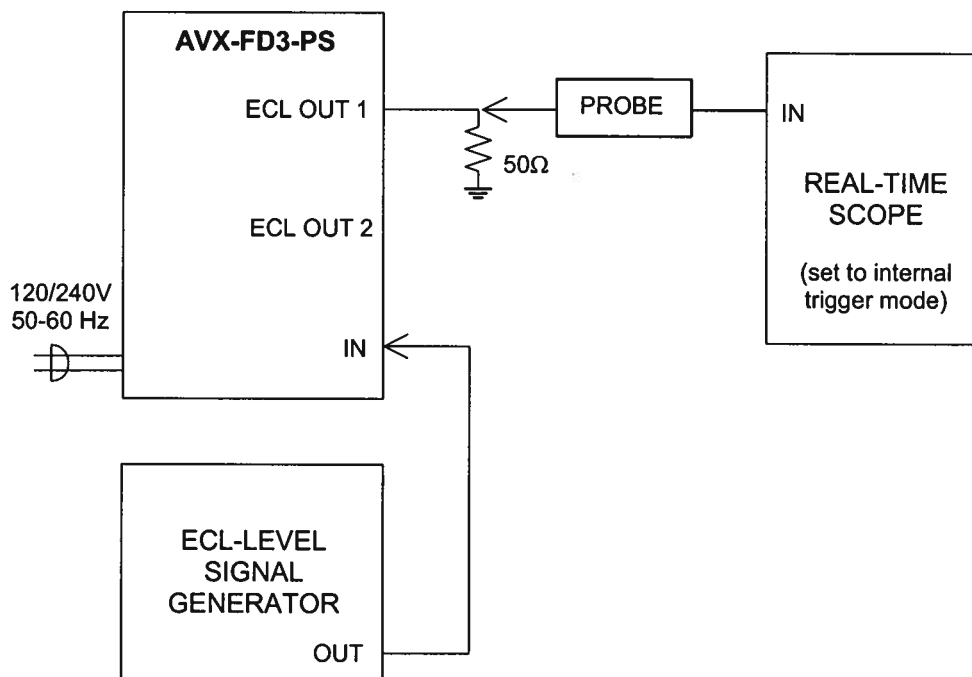 AVX-FD3-PS
ECL OUT 1
PROBE
IN
50Ω
REAL-TIME
SCOPE
(set to internal
trigger mode)
ECL OUT 2
120/240V
50-60 Hz
IN
ECL-LEVEL
SIGNAL
GENERATOR
OUT